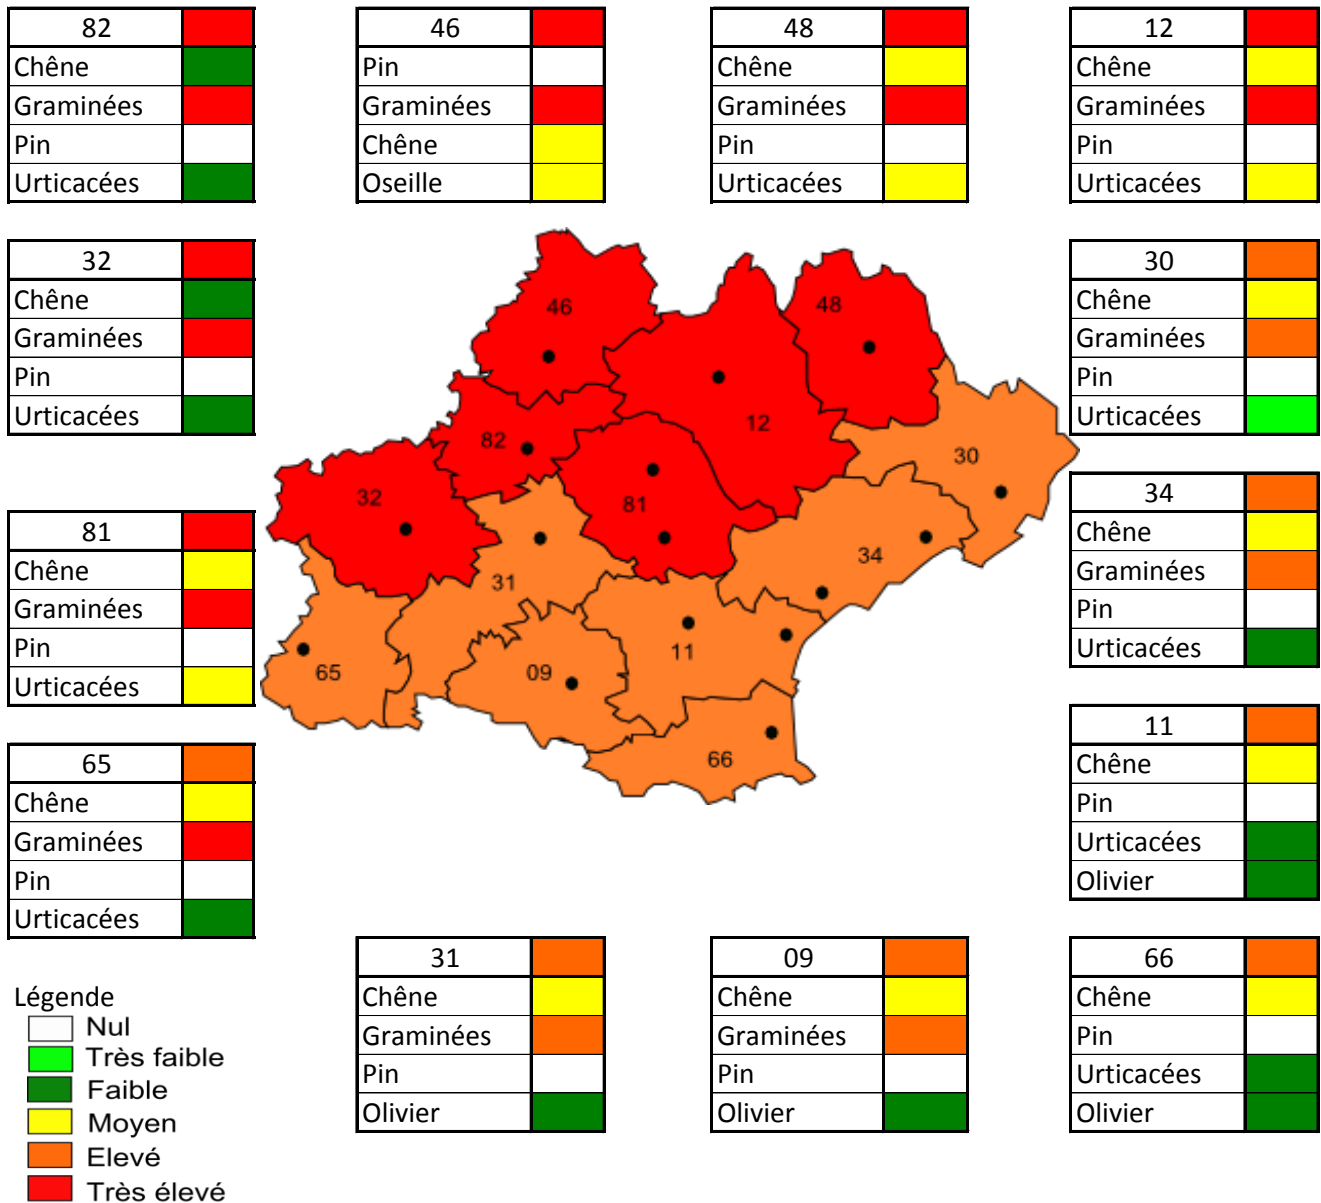 82
Chêne
Graminées
Pin
Urticacées
46
Pin
Graminées
Chêne
Oseille
48
Chêne
Graminées
Pin
Urticacées
12
Chêne
Graminées
Pin
Urticacées
32
Chêne
Graminées
Pin
Urticacées
30
Chêne
Graminées
Pin
Urticacées
46
48
12
82
30
32
81
34
31
11
09
65
66
81
Chêne
Graminées
Pin
Urticacées
34
Chêne
Graminées
Pin
Urticacées
65
Chêne
Graminées
Pin
Urticacées
11
Chêne
Pin
Urticacées
Olivier
31
Chêne
Graminées
Pin
Olivier
09
Chêne
Graminées
Pin
Olivier
66
Chêne
Pin
Urticacées
Olivier
Légende
Nul
Très faible
Faible
Moyen
Elevé
Très élevé